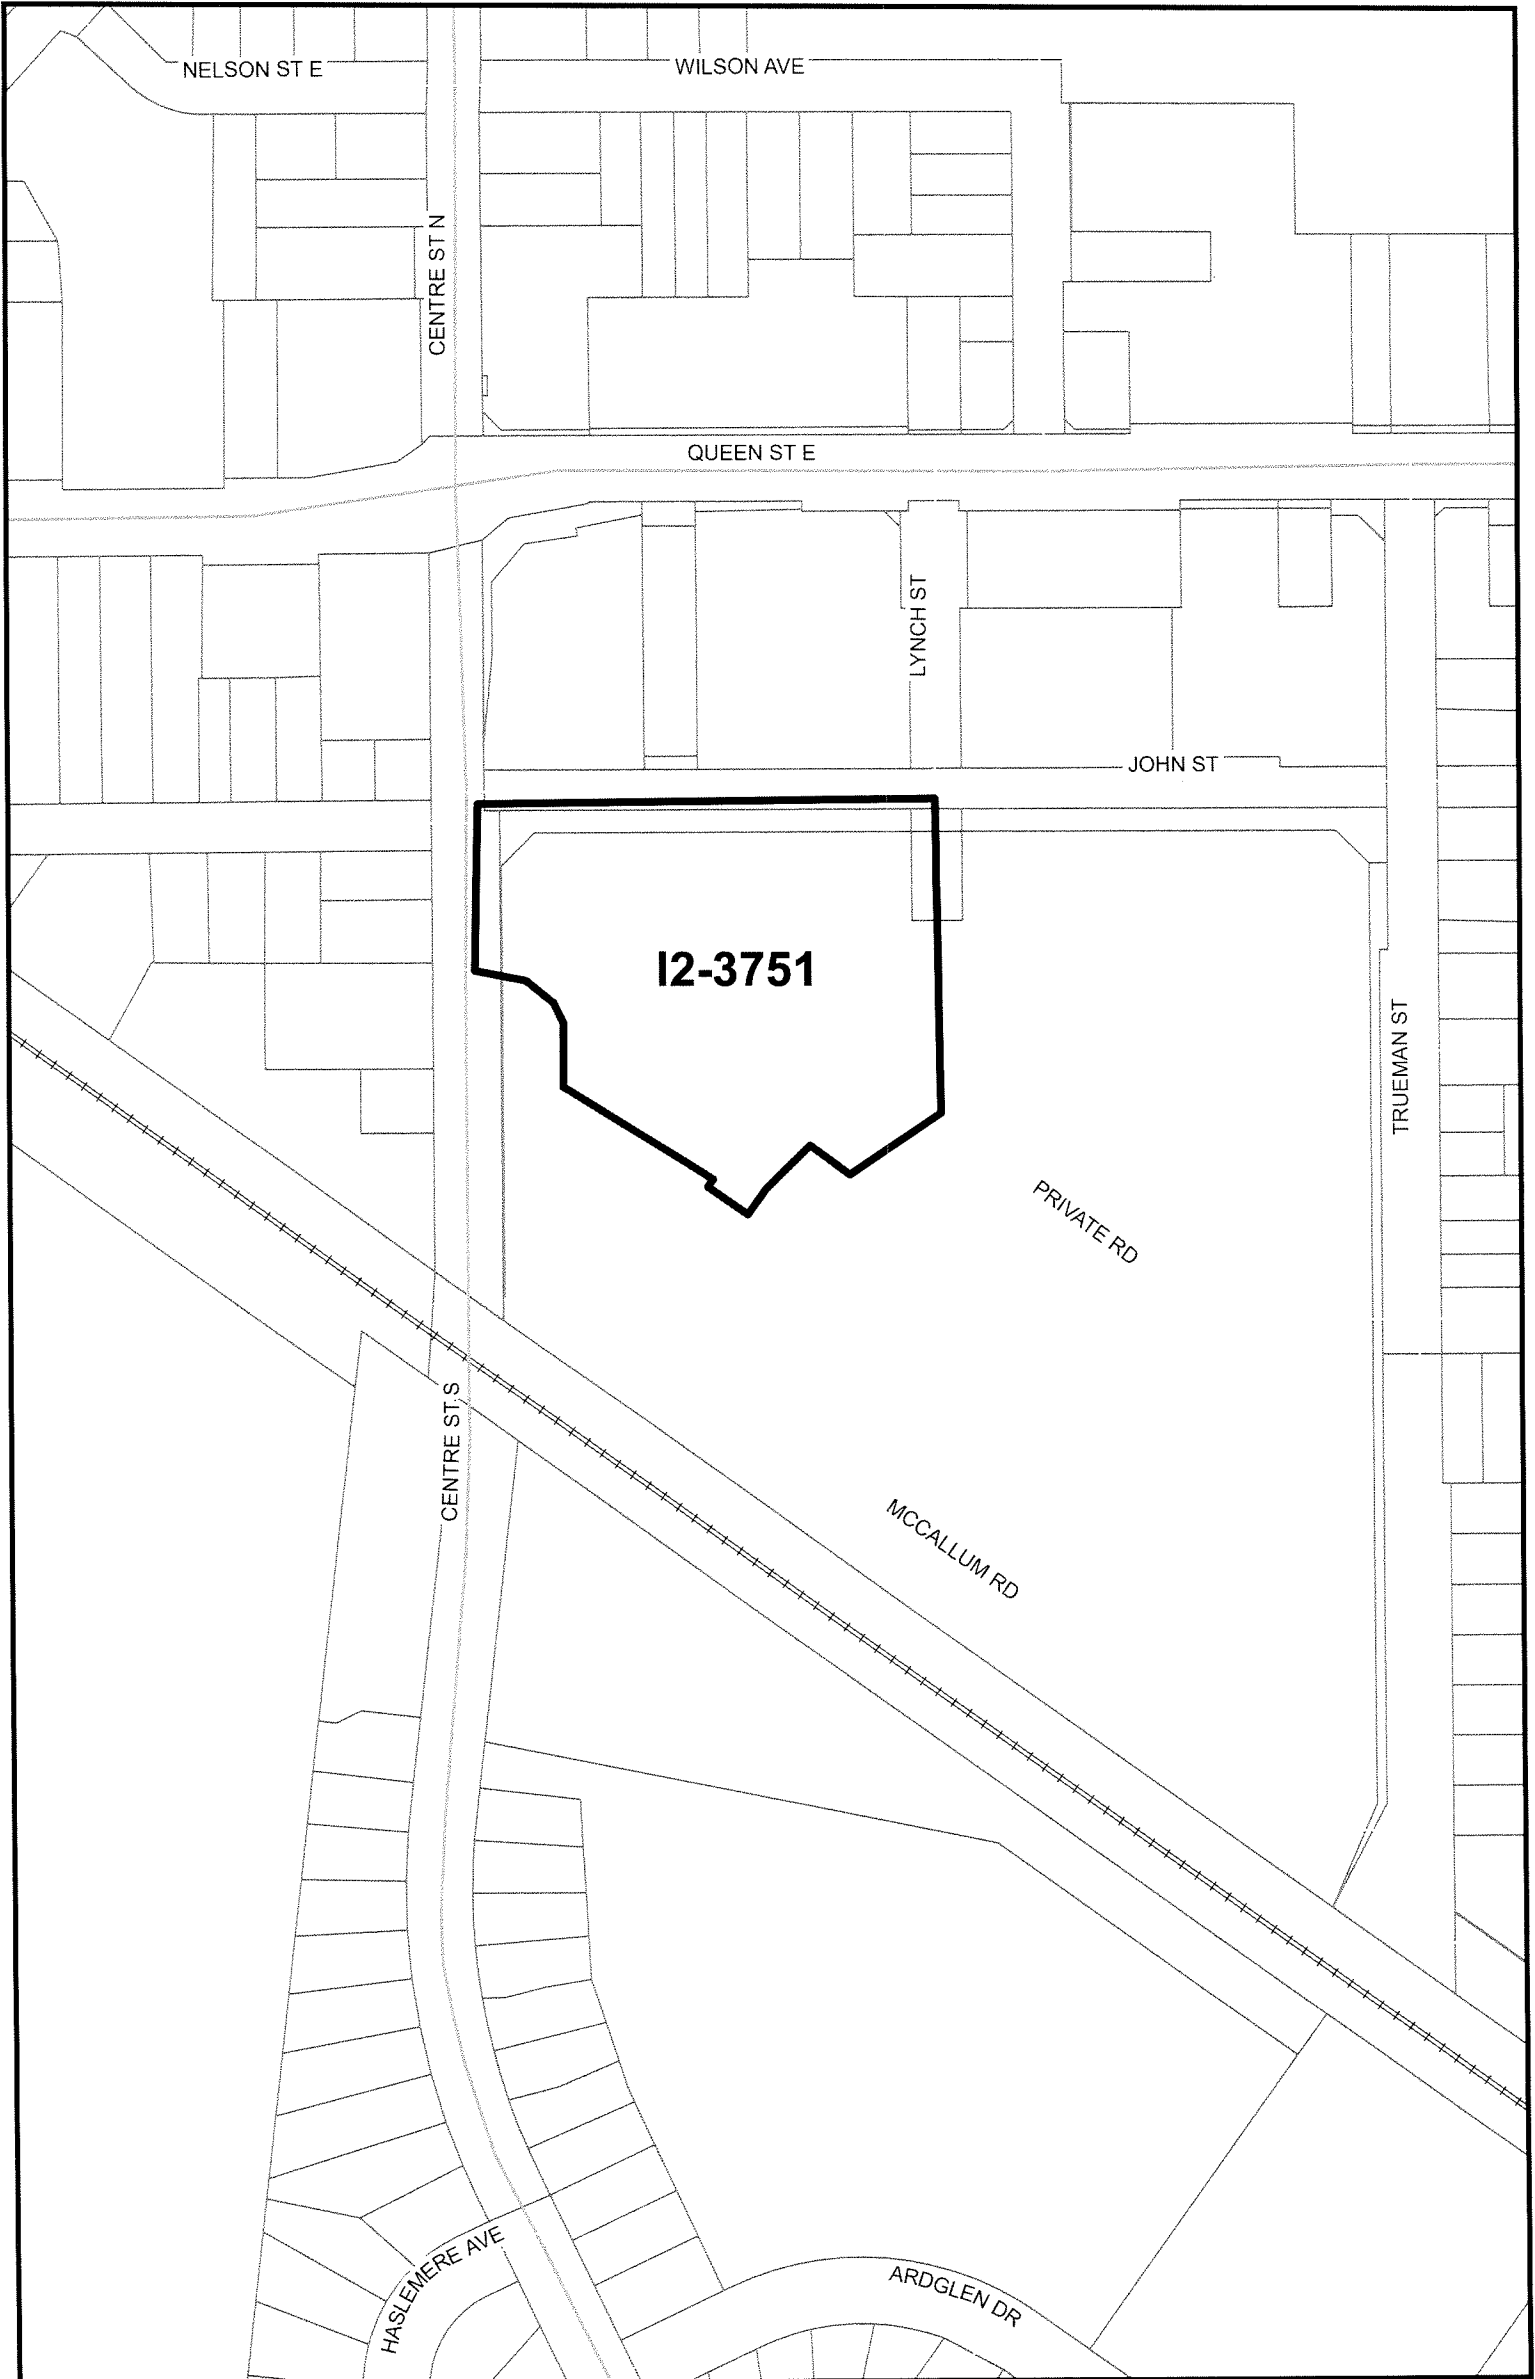 NELSON ST E
WILSON AVE
CENTRE ST N
QUEEN ST E
LYNCH ST
JOHN ST
I2-3751
TRUEMAN ST
PRIVATE RD
CENTRE ST S
MCCALLUM RD
HASLEMERE AVE
ARDGLEN DR